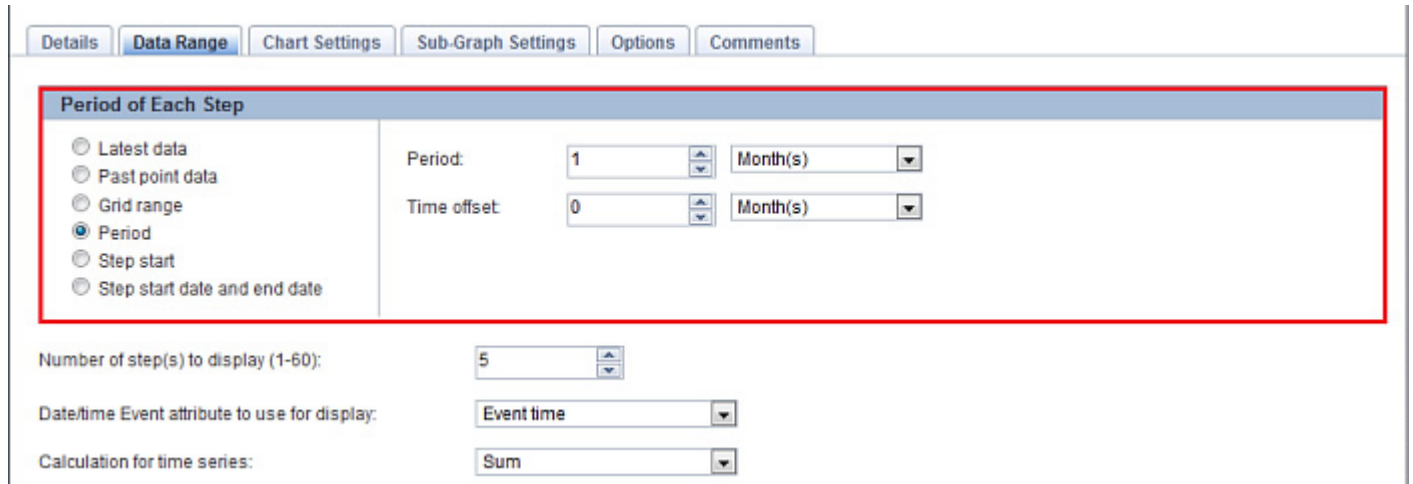 Details Data Range Chart Settings Sub-Graph Settings Options Comments
Period of Each Step
Latest data
Past point data
Grid range
Period
Step start
Step start date and end date
Period: 1 Month(s)
Time offset: 0 Month(s)
Number of step(s) to display (1-60): 5
Date/time Event attribute to use for display: Event time
Calculation for time series: Sum